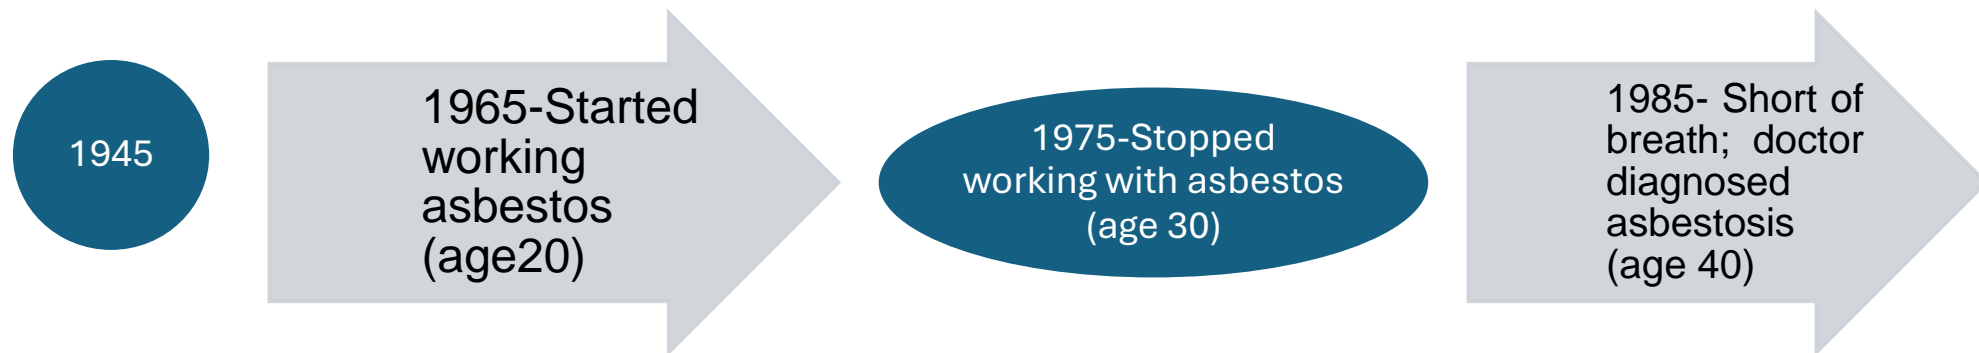 1945
1965-Started
working
asbestos
(age20)
1975-Stopped
working with asbestos
(age 30)
1985- Short of
breath; doctor
diagnosed
asbestosis
(age 40)